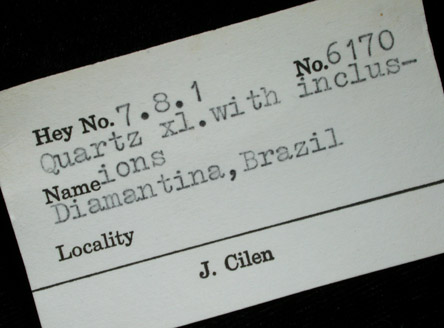 Hey No.7.8.1 No.6170
Quartz xl.with inclus-
Name ions
Diamantina,Brazil
Locality
J. Cilen